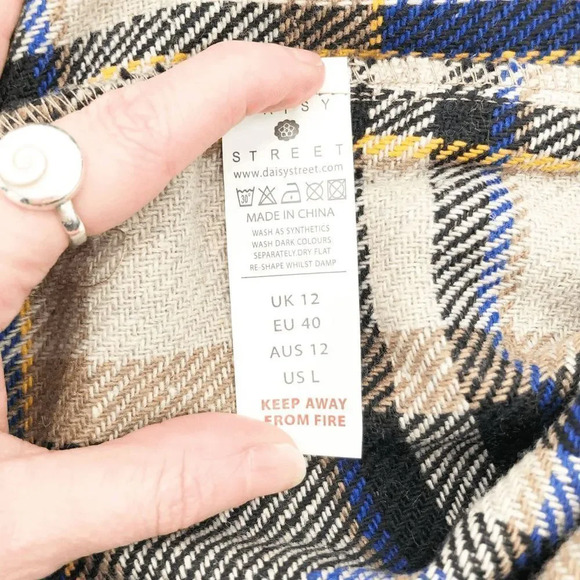 STREET
www.daisystreet.com
30°
MADE IN CHINA
WASH AS SYNTHETICS
WASH DARK COLOURS
SEPARATELY.DRY FLAT
RE-SHAPE WHILST DAMP
UK 12
EU 40
AUS 12
US L
KEEP AWAY
FROM FIRE